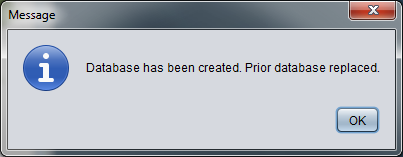 Message
Database has been created. Prior database replaced.
OK